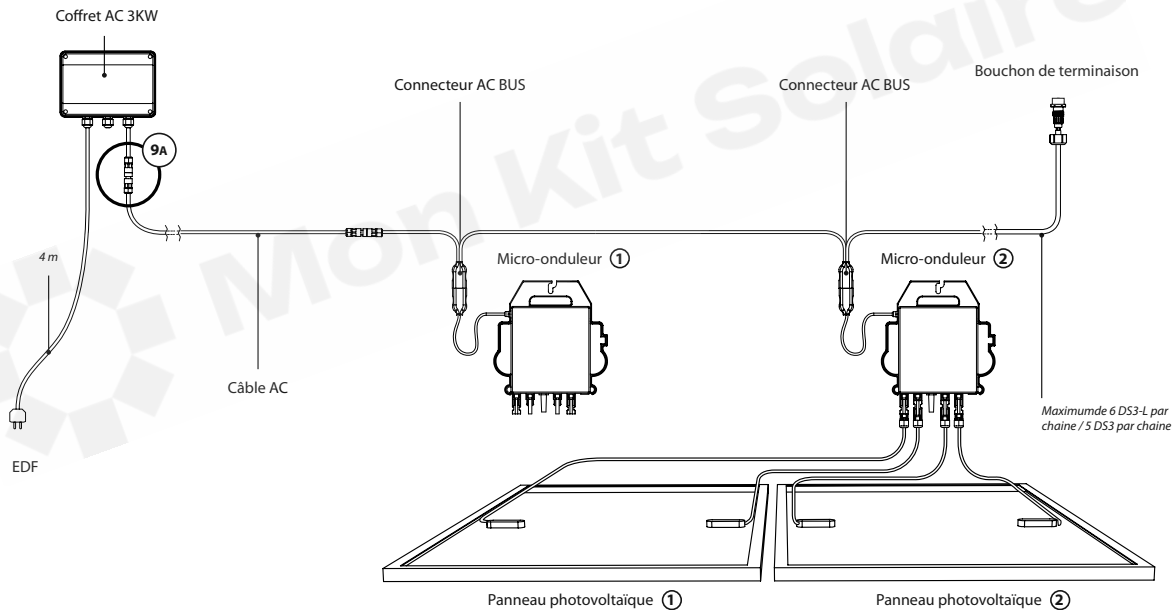 Coffret AC 3KW
Connecteur AC BUS
Connecteur AC BUS
Bouchon de terminaison
9A
Micro-onduleur 1
Micro-onduleur 2
4 m
Câble AC
Maximumde 6 DS3-L par
chaine / 5 DS3 par chaine
EDF
Panneau photovoltaïque 1
Panneau photovoltaïque 2
Mon Kit Solaire